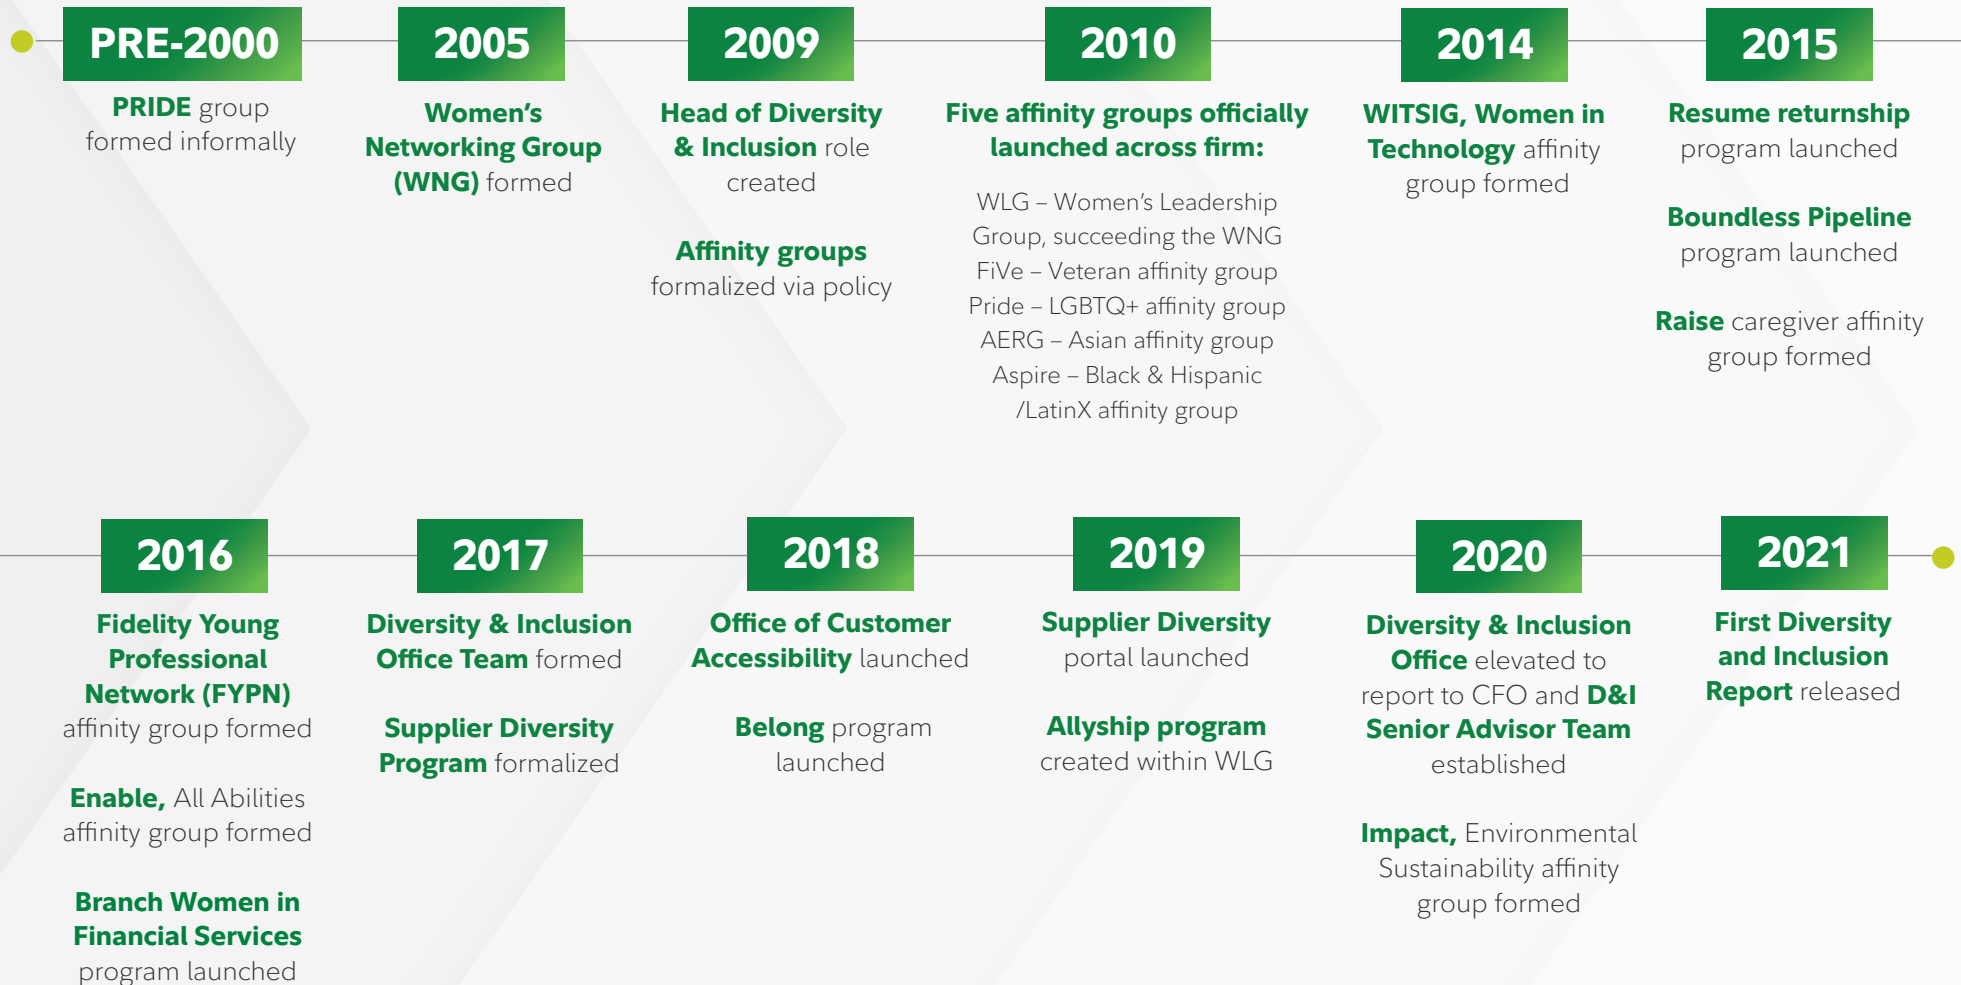 PRE-2000
PRIDE group
formed informally
2005
Women's
Networking Group
(WNG) formed
2009
Head of Diversity
& Inclusion role
created
Affinity groups
formalized via policy
2010
Five affinity groups officially
launched across firm:
WLG – Women's Leadership
Group, succeeding the WNG
FiVe – Veteran affinity group
Pride – LGBTQ+ affinity group
AERG – Asian affinity group
Aspire – Black & Hispanic
/LatinX affinity group
2014
WITSIG, Women in
Technology affinity
group formed
2015
Resume returnship
program launched
Boundless Pipeline
program launched
Raise caregiver affinity
group formed
2016
Fidelity Young
Professional
Network (FYPN)
affinity group formed
Enable, All Abilities
affinity group formed
Branch Women in
Financial Services
program launched
2017
Diversity & Inclusion
Office Team formed
Supplier Diversity
Program formalized
2018
Office of Customer
Accessibility launched
Belong program
launched
2019
Supplier Diversity
portal launched
Allyship program
created within WLG
2020
Diversity & Inclusion
Office elevated to
report to CFO and D&I
Senior Advisor Team
established
Impact, Environmental
Sustainability affinity
group formed
2021
First Diversity
and Inclusion
Report released